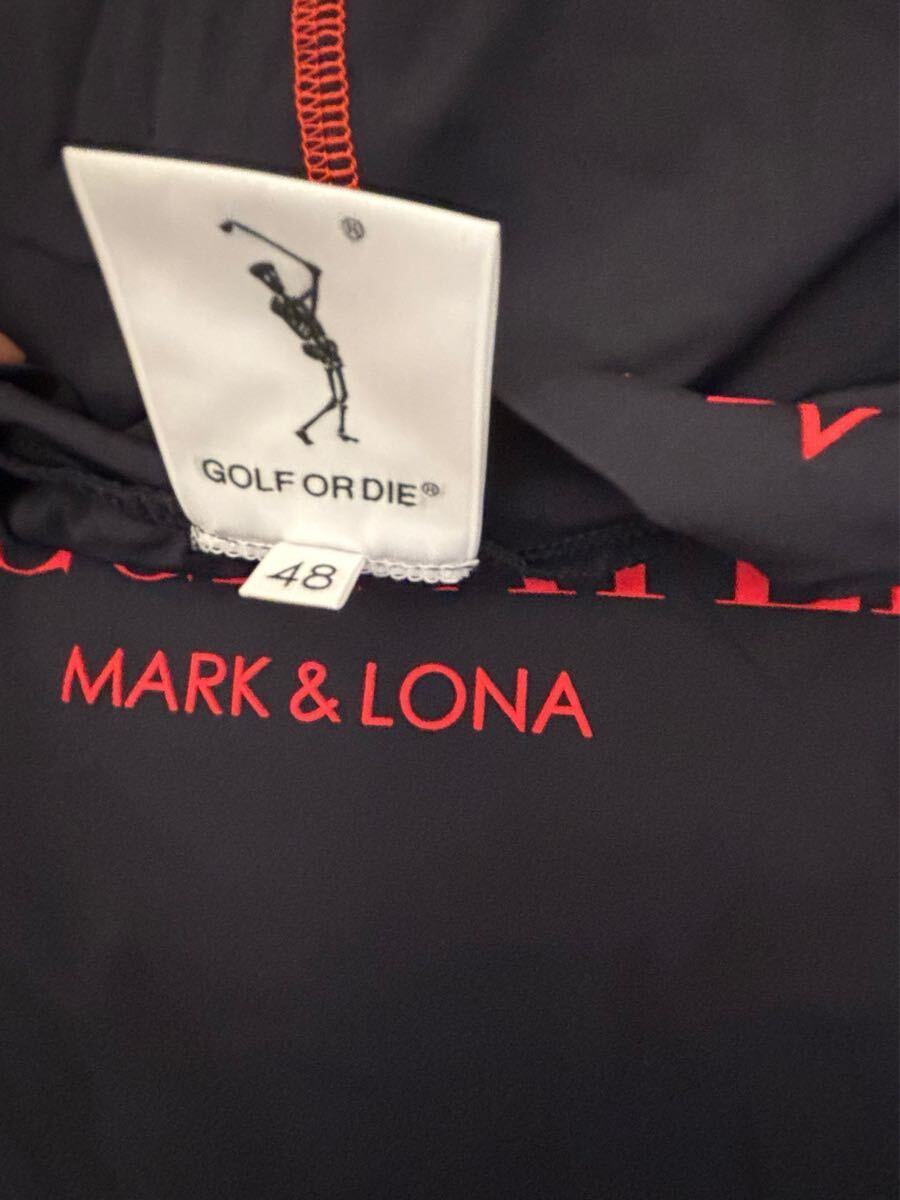 ®
GOLF OR DIE®
48
MARK & LONA